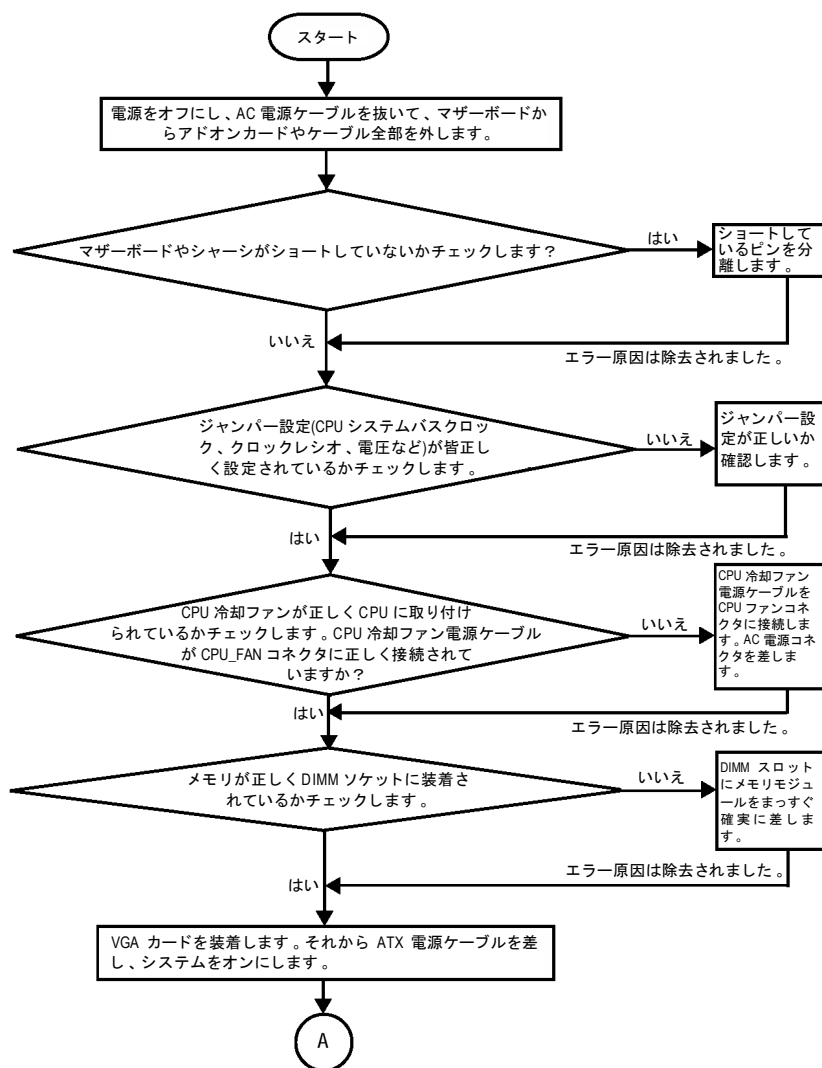 スタート
電源をオフにし、AC 電源ケーブルを抜いて、マザーボードか
らアドオンカードやケーブル全部を外します。
マザーボードやシャーシがショートしていないかチェックします?
はい
ショートして
いるピンを分
離します。
いいえ
エラー原因は除去されました。
ジャンパー設定(CPU システムバスクロッ
ク、クロックレシオ、電圧など)が皆正し
く設定されているかチェックします。
いいえ
ジャンパー設
定が正しいか
確認します。
はい
エラー原因は除去されました。
CPU 冷却ファンが正しく CPU に取り付け
られているかチェックします。CPU 冷却ファン電源ケーブル
が CPU_FAN コネクタに正しく接続されて
いますか?
いいえ
CPU 冷却ファン
電源ケーブルを
CPU ファンコネ
クタに接続しま
す。AC 電源コネ
クタを差しま
す。
はい
エラー原因は除去されました。
メモリが正しく DIMM ソケットに装着さ
れているかチェックします。
いいえ
DIMM スロット
にメモリモジュ
ールをまっすぐ
確実に差しま
す。
はい
エラー原因は除去されました。
VGA カードを装着します。それから ATX 電源ケーブルを差
し、システムをオンにします。
A